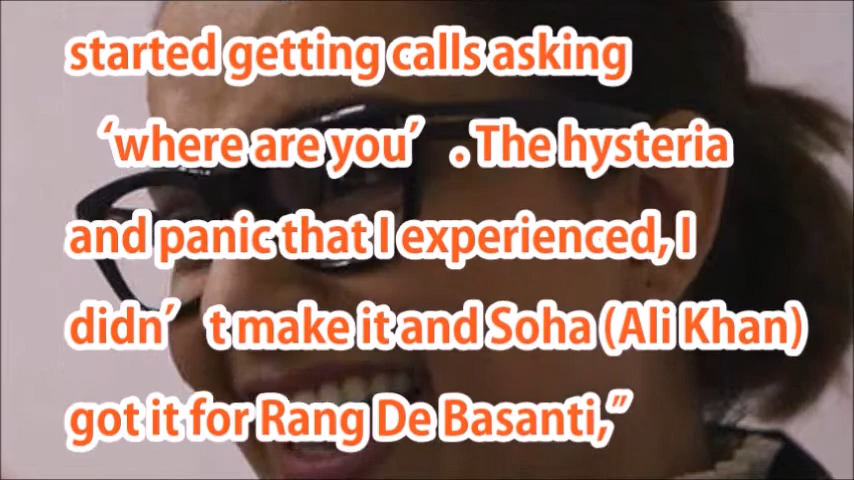 started getting calls asking
‘where are you’ . The hysteria
and panic that I experienced, I
didn’ t make it and Soha (Ali Khan)
got it for Rang De Basanti,”